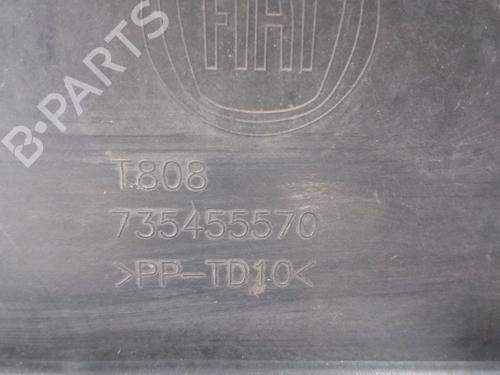 B-PARTS
FIAT
T808
735455570
>PP-TD10<